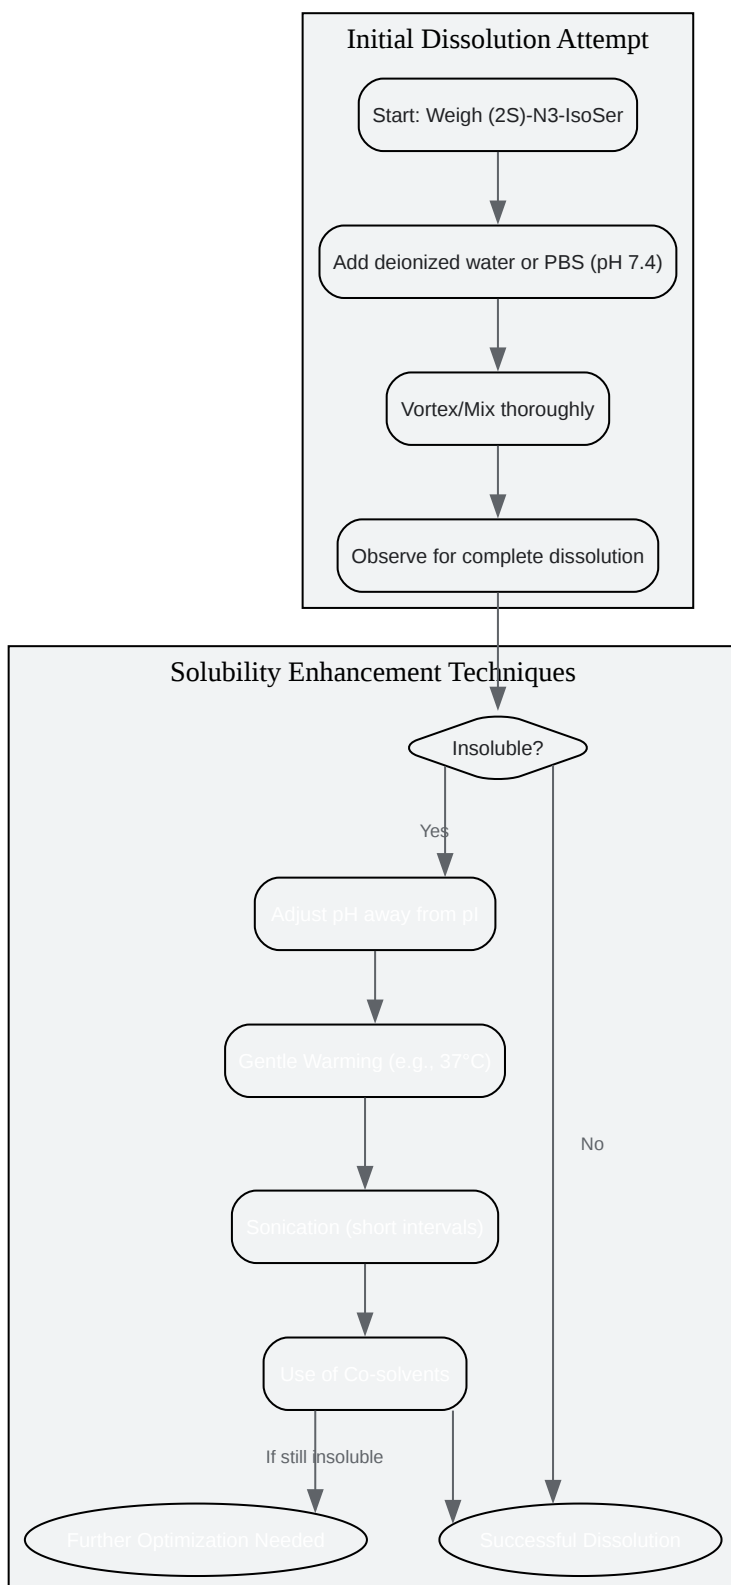 Initial Dissolution Attempt
Start: Weigh (2S)-N3-IsoSer
Add deionized water or PBS (pH 7.4)
Vortex/Mix thoroughly
Observe for complete dissolution
Solubility Enhancement Techniques
Insoluble?
Yes
Adjust pH away from pI
Gentle Warming (e.g., 37°C)
No
Sonication (short intervals)
Use of Co-solvents
If still insoluble
Further Optimization Needed
Successful Dissolution